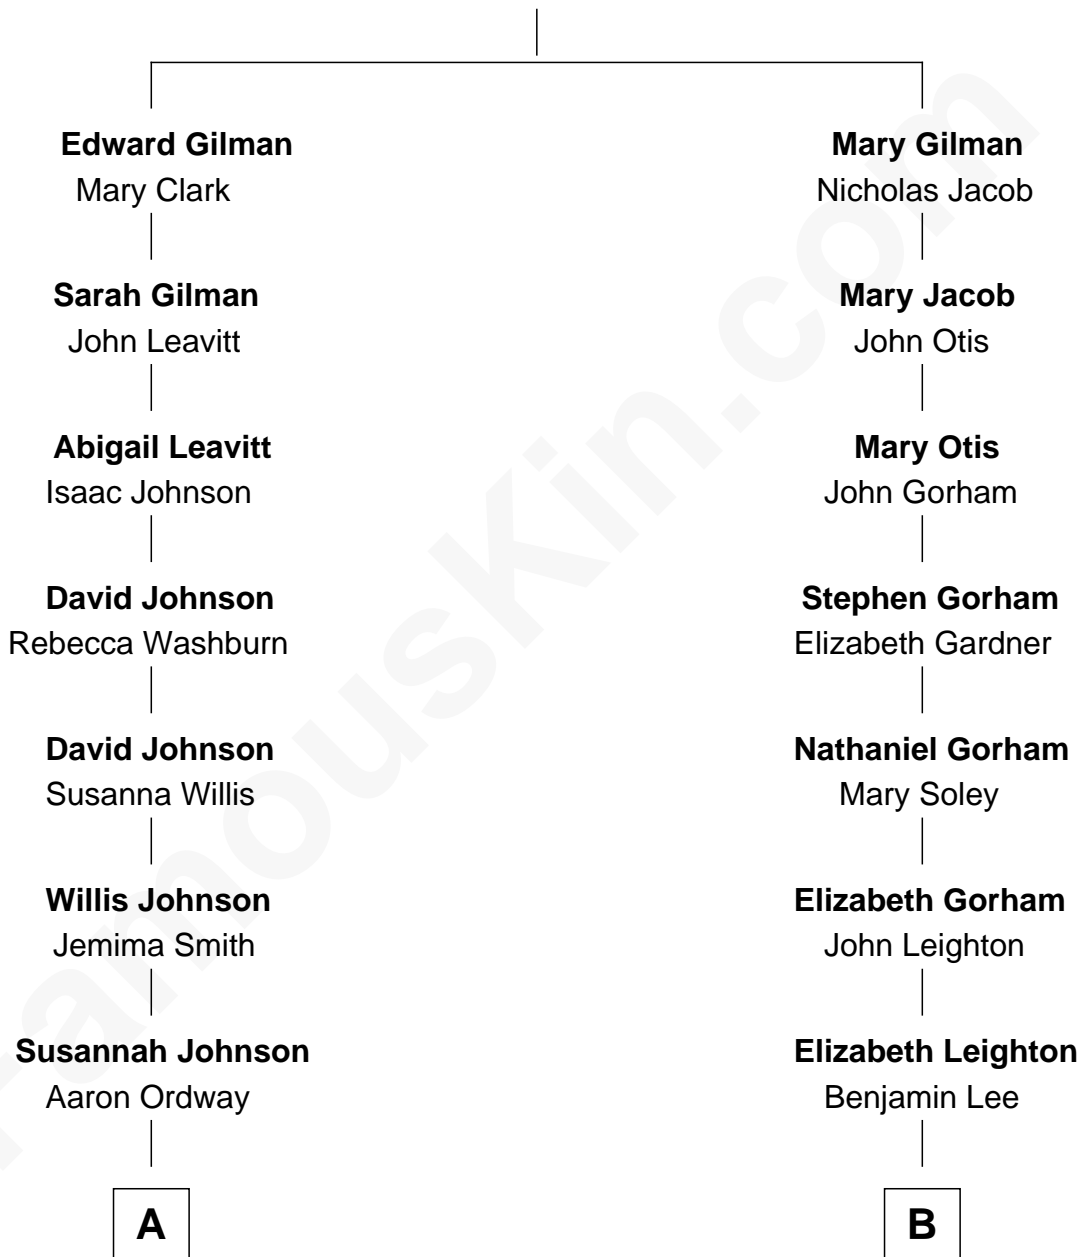 Edward Gilman
Mary Clark
Sarah Gilman
John Leavitt
Abigail Leavitt
Isaac Johnson
David Johnson
Rebecca Washburn
David Johnson
Susanna Willis
Willis Johnson
Jemima Smith
Susannah Johnson
Aaron Ordway
A
Mary Gilman
Nicholas Jacob
Mary Jacob
John Otis
Mary Otis
John Gorham
Stephen Gorham
Elizabeth Gardner
Nathaniel Gorham
Mary Soley
Elizabeth Gorham
John Leighton
Elizabeth Leighton
Benjamin Lee
B
FamousKin.com